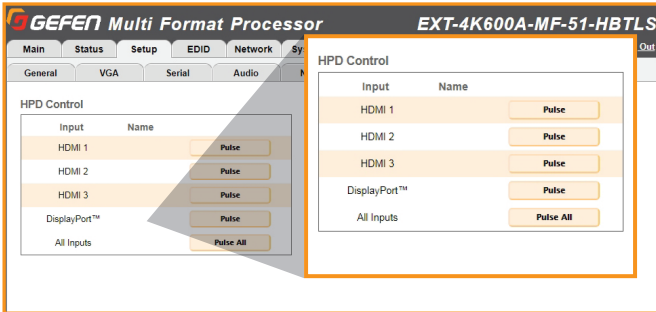 GEFEN Multi Format Processor EXT-4K600A-MF-51-HBTLS
Main Status Setup EDID Network Sy Out
General VGA Serial Audio
HPD Control
Input Name
HDMI 1 Pulse
HDMI 2 Pulse
HDMI 3 Pulse
DisplayPort™ Pulse
All Inputs Pulse All
HPD Control
Input Name
HDMI 1 Pulse
HDMI 2 Pulse
HDMI 3 Pulse
DisplayPort™ Pulse
All Inputs Pulse All